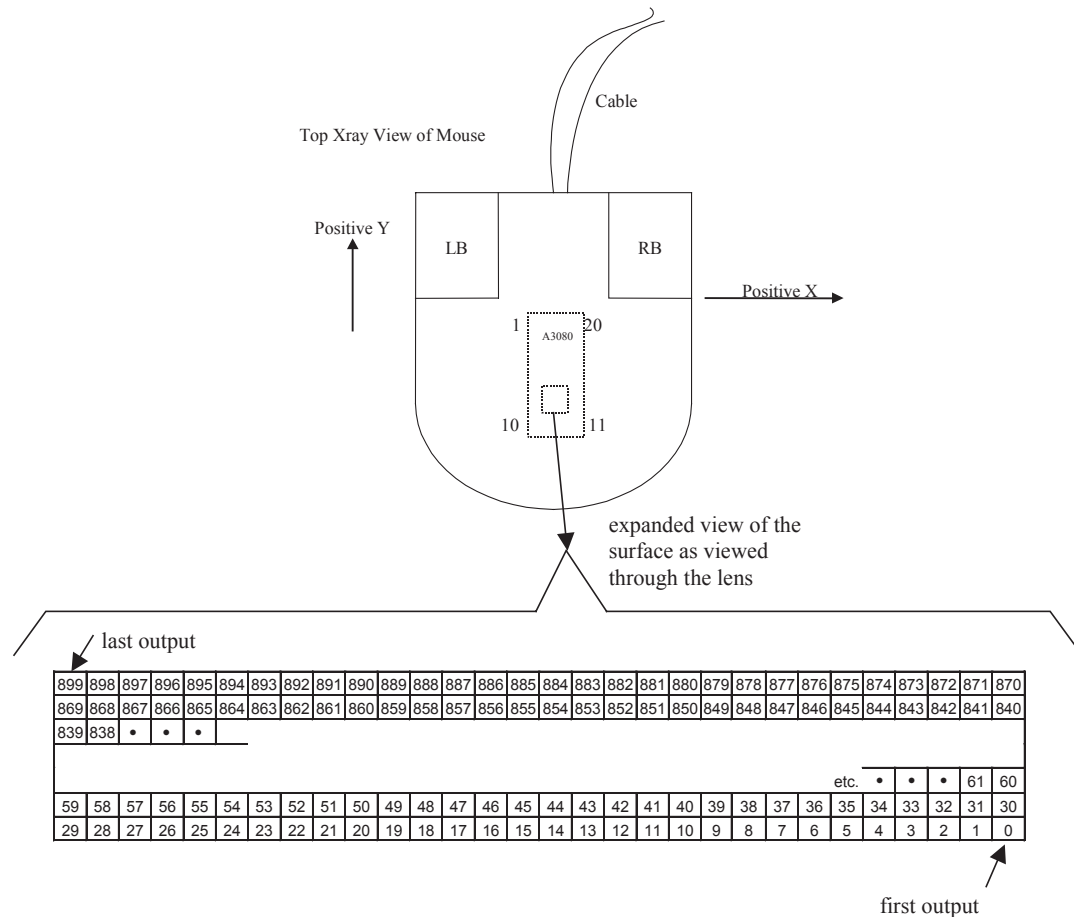 Cable
Top Xray View of Mouse
Positive Y
LB
RB
Positive X
1
20
A3080
10
11
expanded view of the
surface as viewed
through the lens
last output
899 898 897 896 895 894 893 892 891 890 889 888 887 886 885 884 883 882 881 880 879 878 877 876 875 874 873 872 871 870
869 868 867 866 865 864 863 862 861 860 859 858 857 856 855 854 853 852 851 850 849 848 847 846 845 844 843 842 841 840
839 838 • • •
etc. • • • 61 60
59 58 57 56 55 54 53 52 51 50 49 48 47 46 45 44 43 42 41 40 39 38 37 36 35 34 33 32 31 30
29 28 27 26 25 24 23 22 21 20 19 18 17 16 15 14 13 12 11 10 9 8 7 6 5 4 3 2 1 0
first output